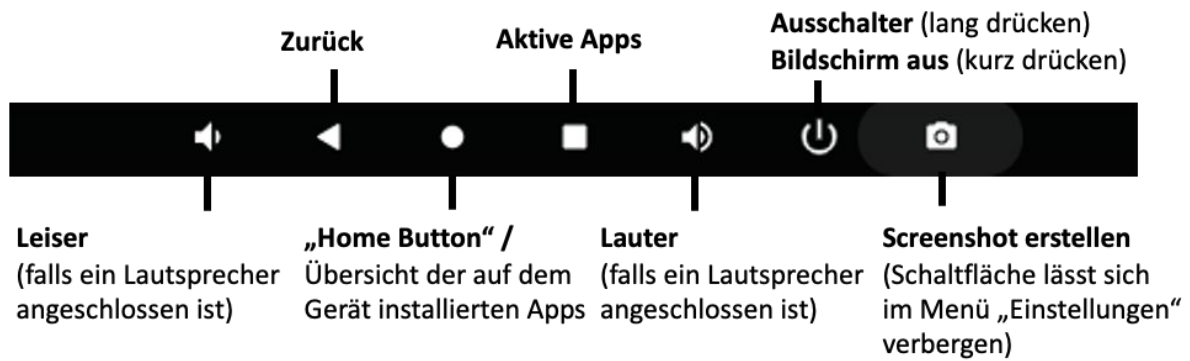 Zurück
Aktive Apps
Ausschalter (lang drücken)
Bildschirm aus (kurz drücken)
Leiser
(falls ein Lautsprecher
angeschlossen ist)
„Home Button“ /
Übersicht der auf dem
Gerät installierten Apps
Lauter
(falls ein Lautsprecher
angeschlossen ist)
Screenshot erstellen
(Schaltfläche lässt sich
im Menü „Einstellungen“
verbergen)